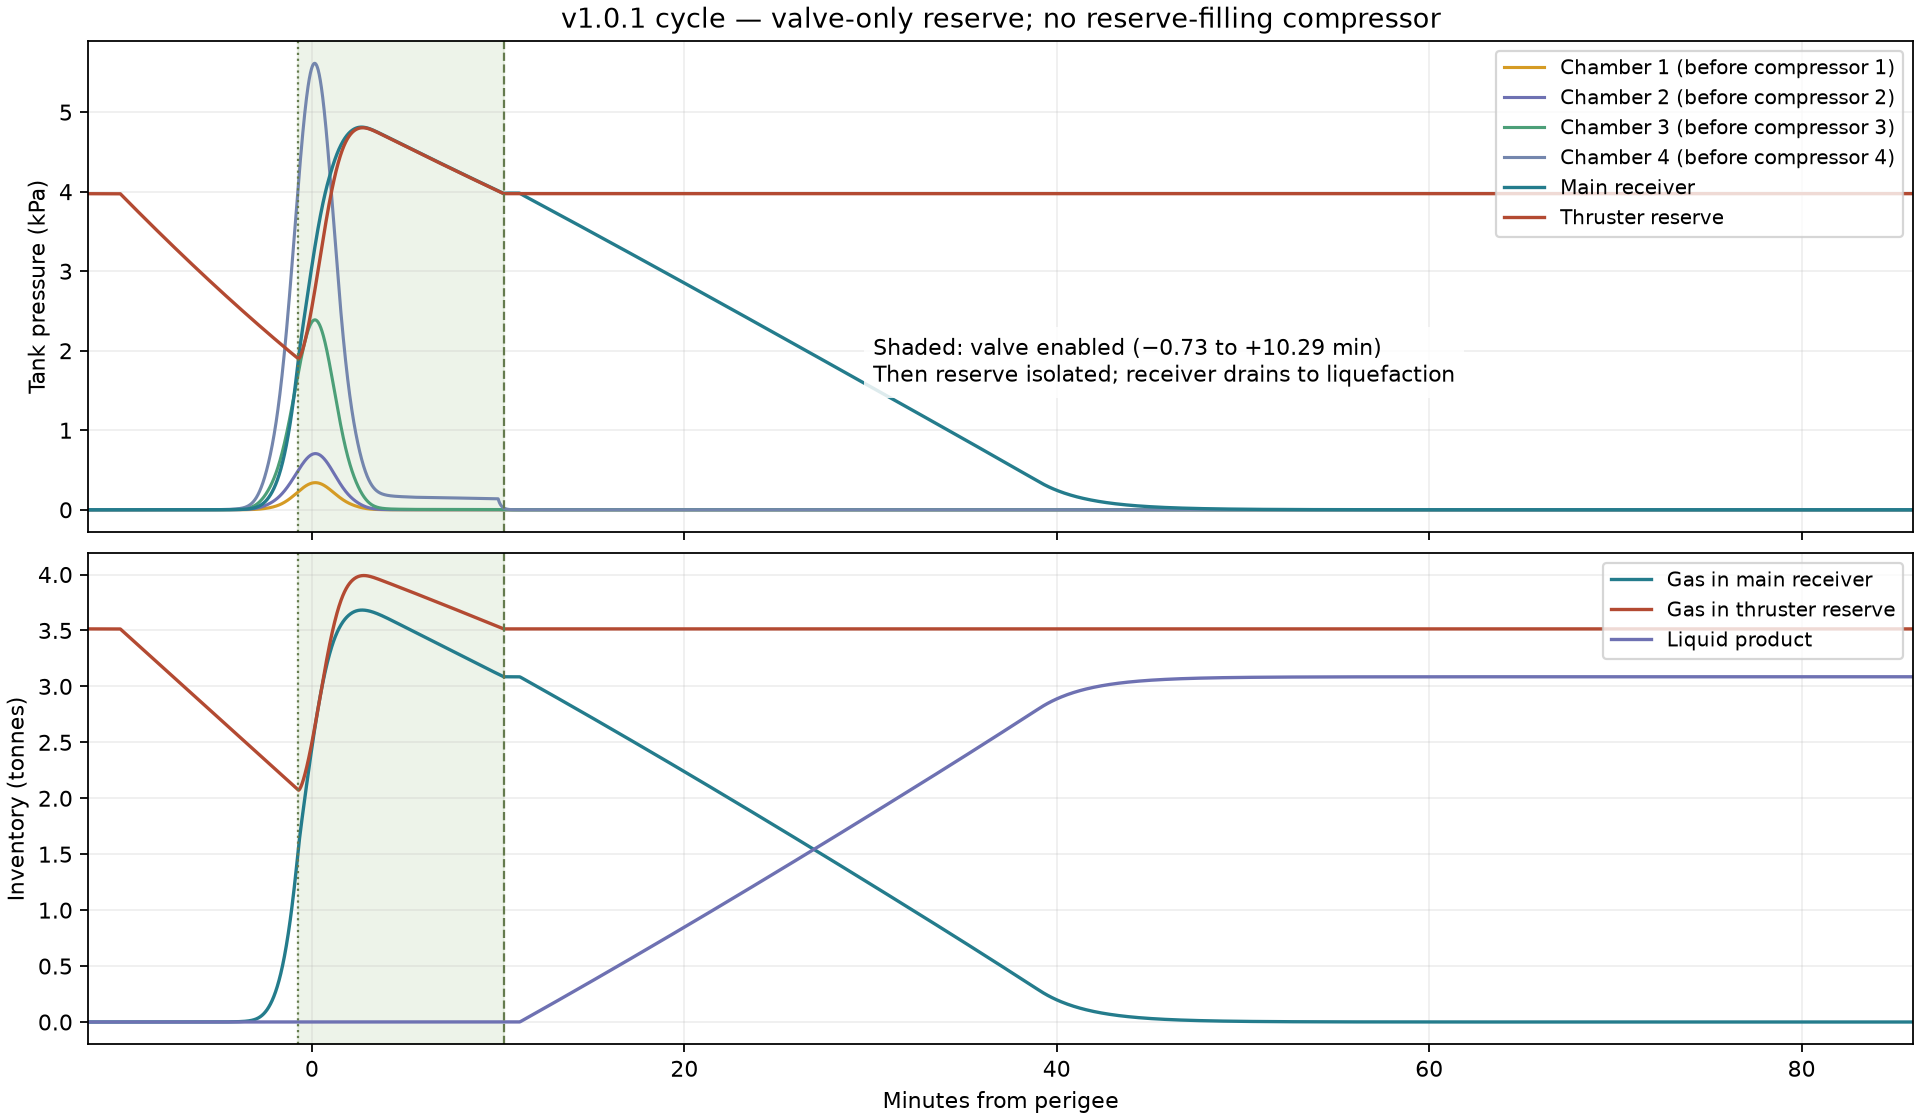 v1.0.1 cycle — valve-only reserve; no reserve-filling compressor
Tank pressure (kPa)
5
4
3
2
1
0
Chamber 1 (before compressor 1)
Chamber 2 (before compressor 2)
Chamber 3 (before compressor 3)
Chamber 4 (before compressor 4)
Main receiver
Thruster reserve
Shaded: valve enabled (−0.73 to +10.29 min)
Then reserve isolated; receiver drains to liquefaction
Inventory (tonnes)
4.0
3.5
3.0
2.5
2.0
1.5
1.0
0.5
0.0
Gas in main receiver
Gas in thruster reserve
Liquid product
0
20
40
60
80
Minutes from perigee